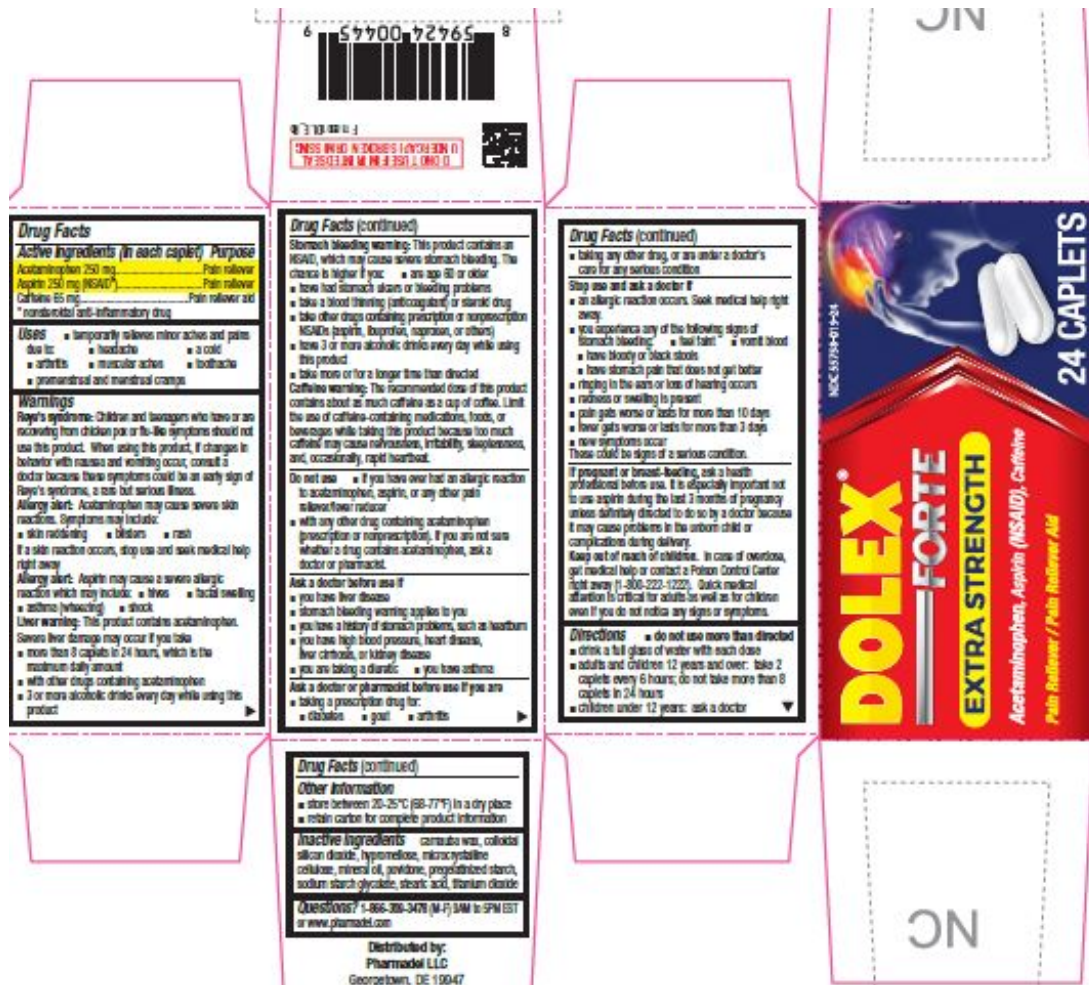 8 59424 00445 9
DO NOT USE IF PRINTED SEAL
UNDER CAP IS BROKEN OR MISSING
Drug Facts
Active Ingredients (in each caplet) Purpose
Acetaminophen 250 mg Pain reliever
Aspirin 250 mg (NSAID*) Pain reliever
Caffeine 65 mg Pain reliever aid
* nonsteroidal anti-inflammatory drug
Uses ▪ temporarily relieves minor aches and pains
due to: ▪ headache ▪ a cold
▪ arthritis ▪ muscular aches ▪ toothache
▪ premenstrual and menstrual cramps
Warnings
Reye's syndrome: Children and teenagers who have or are
recovering from chicken pox or flu-like symptoms should not
use this product. When using this product, if changes in
behavior with nausea and vomiting occur, consult a
doctor because these symptoms could be an early sign of
Reye's syndrome, a rare but serious illness.
Allergy alert: Acetaminophen may cause severe skin
reactions. Symptoms may include:
▪ skin reddening ▪ blisters ▪ rash
If a skin reaction occurs, stop use and seek medical help
right away
Allergy alert: Aspirin may cause a severe allergic
reaction which may include: ▪ hives ▪ facial swelling
▪ asthma (wheezing) ▪ shock
Liver warning: This product contains acetaminophen.
Severe liver damage may occur if you take
▪ more than 8 caplets in 24 hours, which is the
maximum daily amount
▪ with other drugs containing acetaminophen
▪ 3 or more alcoholic drinks every day while using this
product
Drug Facts (continued)
Stomach bleeding warning: This product contains an
NSAID, which may cause severe stomach bleeding. The
chance is higher if you: ▪ are age 60 or older
▪ have had stomach ulcers or bleeding problems
▪ take a blood thinning (anticoagulant) or steroid drug
▪ take other drugs containing prescription or nonprescription
NSAIDs (aspirin, ibuprofen, naproxen, or others)
▪ have 3 or more alcoholic drinks every day while using
this product
▪ take more or for a longer time than directed
Caffeine warning: The recommended dose of this product
contains about as much caffeine as a cup of coffee. Limit
the use of caffeine-containing medications, foods, or
beverages while taking this product because too much
caffeine may cause nervousness, irritability, sleeplessness,
and, occasionally, rapid heartbeat.
Do not use ▪ if you have ever had an allergic reaction
to acetaminophen, aspirin, or any other pain
reliever/fever reducer
▪ with any other drug containing acetaminophen
(prescription or nonprescription). If you are not sure
whether a drug contains acetaminophen, ask a
doctor or pharmacist.
Ask a doctor before use if
▪ you have liver disease
▪ stomach bleeding warning applies to you
▪ you have a history of stomach problems, such as heartburn
▪ you have high blood pressure, heart disease,
liver cirrhosis, or kidney disease
▪ you are taking a diuretic ▪ you have asthma
Ask a doctor or pharmacist before use if you are
▪ taking a prescription drug for:
▪ diabetes ▪ gout ▪ arthritis
Drug Facts (continued)
▪ taking any other drug, or are under a doctor's
care for any serious condition
Stop use and ask a doctor if
▪ an allergic reaction occurs. Seek medical help right
away.
▪ you experience any of the following signs of
stomach bleeding: ▪ feel faint ▪ vomit blood
▪ have bloody or black stools
▪ have stomach pain that does not get better
▪ ringing in the ears or loss of hearing occurs
▪ redness or swelling is present
▪ pain gets worse or lasts for more than 10 days
▪ fever gets worse or lasts for more than 3 days
▪ new symptoms occur
These could be signs of a serious condition.
If pregnant or breast-feeding, ask a health
professional before use. It is especially important not
to use aspirin during the last 3 months of pregnancy
unless definitely directed to do so by a doctor because
it may cause problems in the unborn child or
complications during delivery.
Keep out of reach of children. In case of overdose,
get medical help or contact a Poison Control Center
right away (1-800-222-1222). Quick medical
attention is critical for adults as well as for children
even if you do not notice any signs or symptoms.
Directions ▪ do not use more than directed
▪ drink a full glass of water with each dose
▪ adults and children 12 years and over: take 2
caplets every 6 hours; do not take more than 8
caplets in 24 hours
▪ children under 12 years: ask a doctor
Drug Facts (continued)
Other Information
▪ store between 20-25°C (68-77°F) in a dry place
▪ retain carton for complete product information
Inactive Ingredients carnauba wax, colloidal
silicon dioxide, hypromellose, microcrystalline
cellulose, mineral oil, povidone, pregelatinized starch,
sodium starch glycolate, stearic acid, titanium dioxide
Questions? (M-F) 9AM to 5PM EST
or www.pharmadel.com
Distributed by:
Pharmadel LLC
Georgetown, DE 19947
24 CAPLETS
DOLEX®
FORTE
EXTRA STRENGTH
Acetaminophen, Aspirin (NSAID), Caffeine
Pain Reliever / Pain Reliever Aid
NC
NC